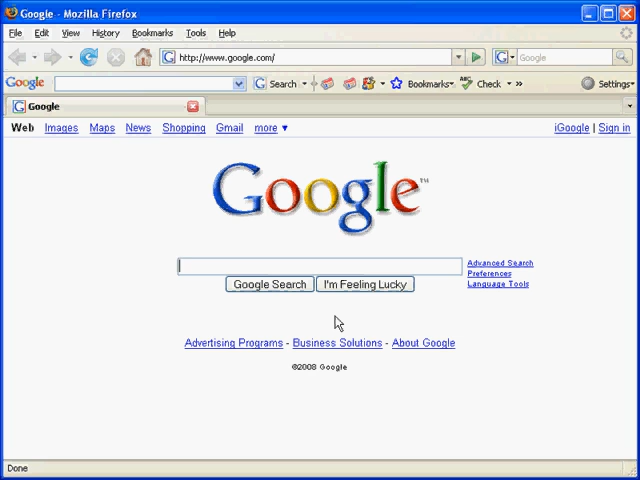 Google - Mozilla Firefox
File Edit View History Bookmarks Tools Help
http://www.google.com/ Google
Google Search Bookmarks ABC Check » Settings
Google
Web Images Maps News Shopping Gmail more ▼ iGoogle | Sign in
Google™
Advanced Search
Preferences
Language Tools
Google Search I'm Feeling Lucky
Advertising Programs - Business Solutions - About Google
©2008 Google
Done